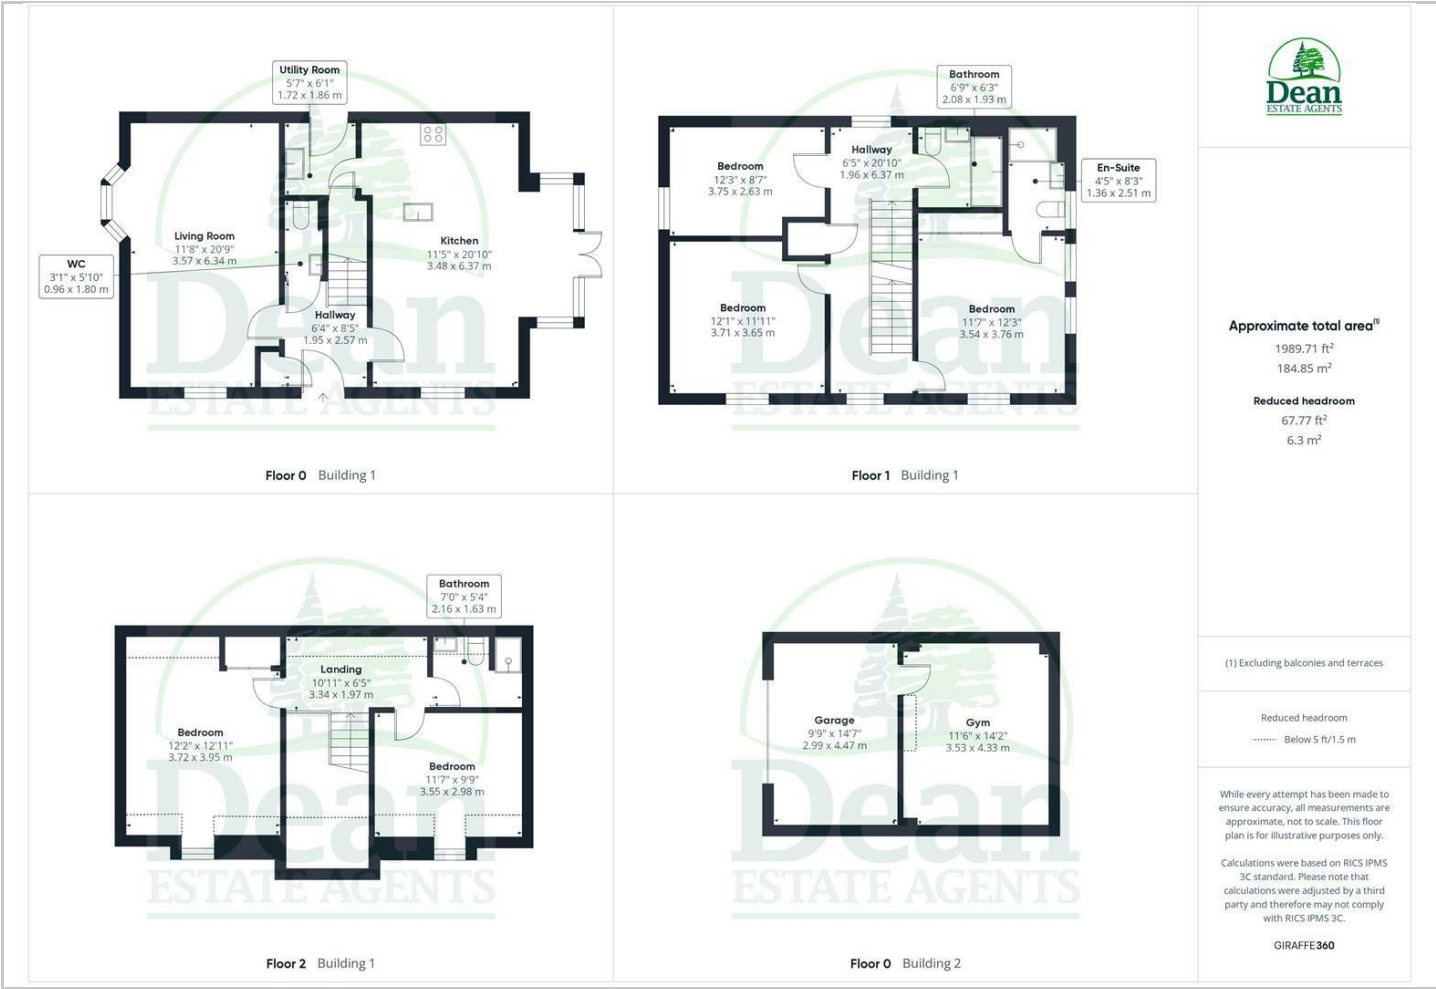 Utility Room
5'7" x 6'1"
1.72 x 1.86 m
Living Room
11'8" x 20'9"
3.57 x 6.34 m
WC
3'1" x 5'10"
0.96 x 1.80 m
Kitchen
11'5" x 20'10"
3.48 x 6.37 m
Hallway
6'4" x 8'5"
1.95 x 2.57 m
Dean
ESTATE AGENTS
Floor 0 Building 1
Bathroom
6'9" x 6'3"
2.08 x 1.93 m
Hallway
6'5" x 20'10"
1.96 x 6.37 m
Bedroom
12'3" x 8'7"
3.75 x 2.63 m
En-Suite
4'5" x 8'3"
1.36 x 2.51 m
Bedroom
12'1" x 11'11"
3.71 x 3.65 m
Bedroom
11'7" x 12'3"
3.54 x 3.76 m
Dean
ESTATE AGENTS
Floor 1 Building 1
Bathroom
7'0" x 5'4"
2.16 x 1.63 m
Landing
10'11" x 6'5"
3.34 x 1.97 m
Bedroom
12'2" x 12'11"
3.72 x 3.95 m
Bedroom
11'7" x 9'9"
3.55 x 2.98 m
Dean
ESTATE AGENTS
Floor 2 Building 1
Garage
9'9" x 14'7"
2.99 x 4.47 m
Gym
11'6" x 14'2"
3.53 x 4.33 m
Dean
ESTATE AGENTS
Floor 0 Building 2
Dean
ESTATE AGENTS
Approximate total area⁽¹⁾
1989.71 ft²
184.85 m²
Reduced headroom
67.77 ft²
6.3 m²
(1) Excluding balconies and terraces
Reduced headroom
Below 5 ft/1.5 m
While every attempt has been made to
ensure accuracy, all measurements are
approximate, not to scale. This floor
plan is for illustrative purposes only.
Calculations were based on RICS IPMS
3C standard. Please note that
calculations were adjusted by a third
party and therefore may not comply
with RICS IPMS 3C.
GIRAFFE360